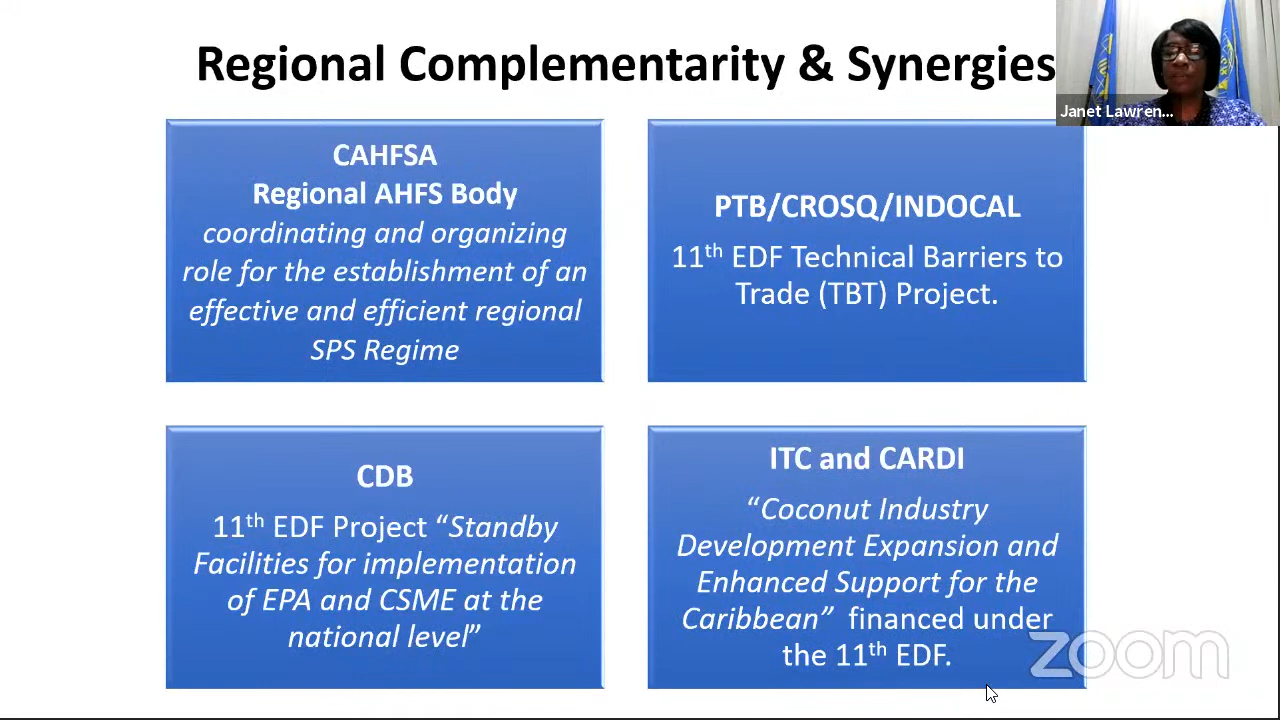 Regional Complementarity & Synergies
Janet Lawren...
CAHFSA
Regional AHFS Body
coordinating and organizing
role for the establishment of an
effective and efficient regional
SPS Regime
PTB/CROSQ/INDOCAL
11th EDF Technical Barriers to
Trade (TBT) Project.
CDB
11th EDF Project “Standby
Facilities for implementation
of EPA and CSME at the
national level”
ITC and CARDI
“Coconut Industry
Development Expansion and
Enhanced Support for the
Caribbean” financed under
the 11th EDF.
zoom